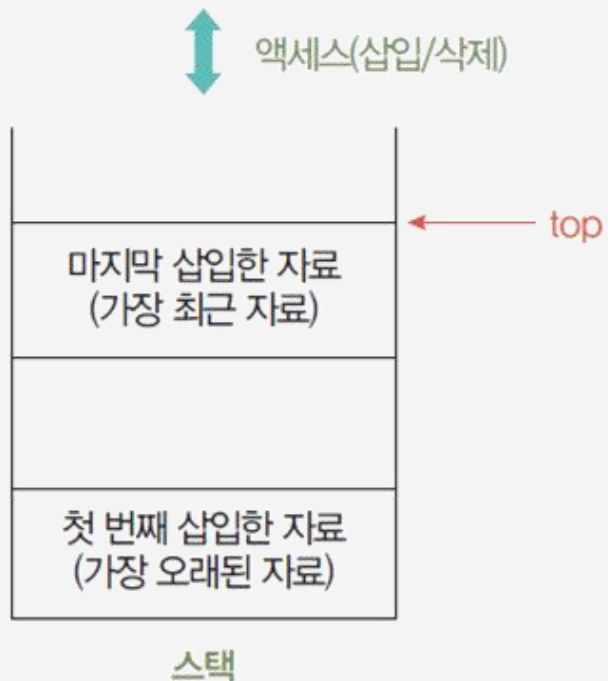 액세스(삽입/삭제)
top
마지막 삽입한 자료
(가장 최근 자료)
첫 번째 삽입한 자료
(가장 오래된 자료)
스택